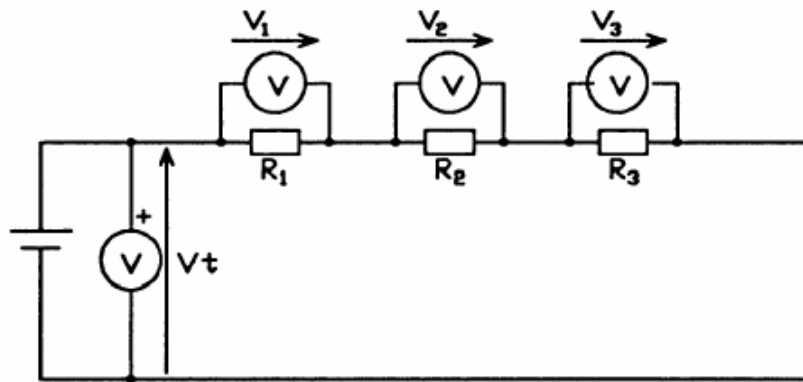 V₁ V₂ V₃
V V V
R₁ R₂ R₃
+
V Vt